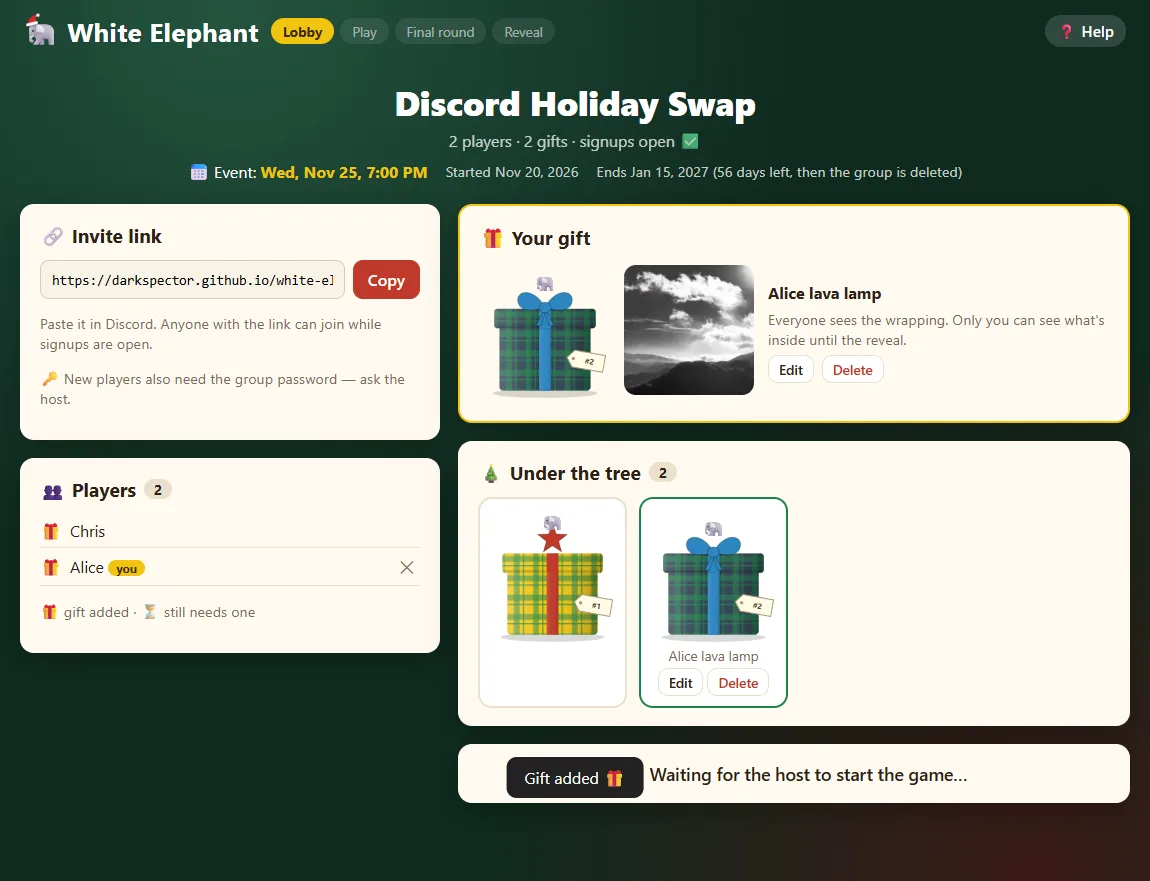 White Elephant
Lobby
Play
Final round
Reveal
Help
Discord Holiday Swap
2 players · 2 gifts · signups open
Event: Wed, Nov 25, 7:00 PM
Started Nov 20, 2026
Ends Jan 15, 2027 (56 days left, then the group is deleted)
Invite link
https://darkspector.github.io/white-el
Copy
Paste it in Discord. Anyone with the link can join while
signups are open.
New players also need the group password — ask the
host.
Players 2
Chris
Alice you
gift added · still needs one
Your gift
#2
Alice lava lamp
Everyone sees the wrapping. Only you can see what's
inside until the reveal.
Edit
Delete
Under the tree 2
#1
#2
Alice lava lamp
Edit
Delete
Gift added
Waiting for the host to start the game...